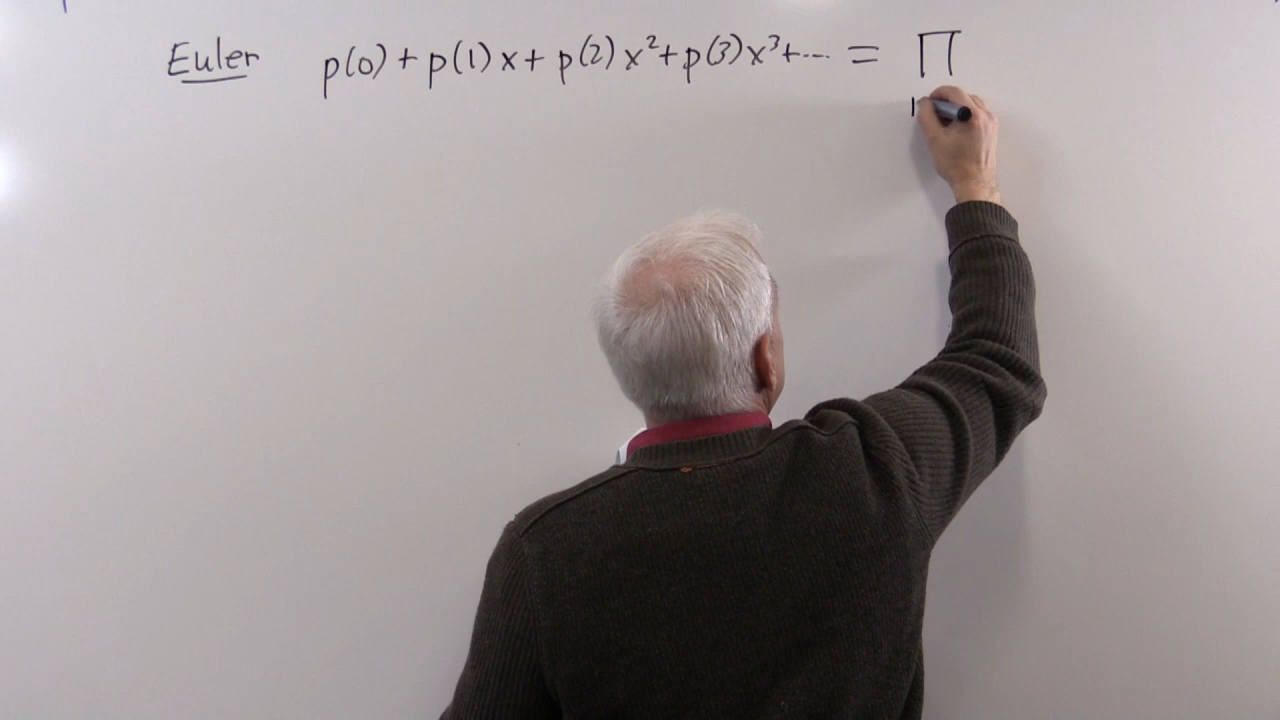 Euler p(0) + p(1)x + p(2)x² + p(3)x³ + ... = ∏